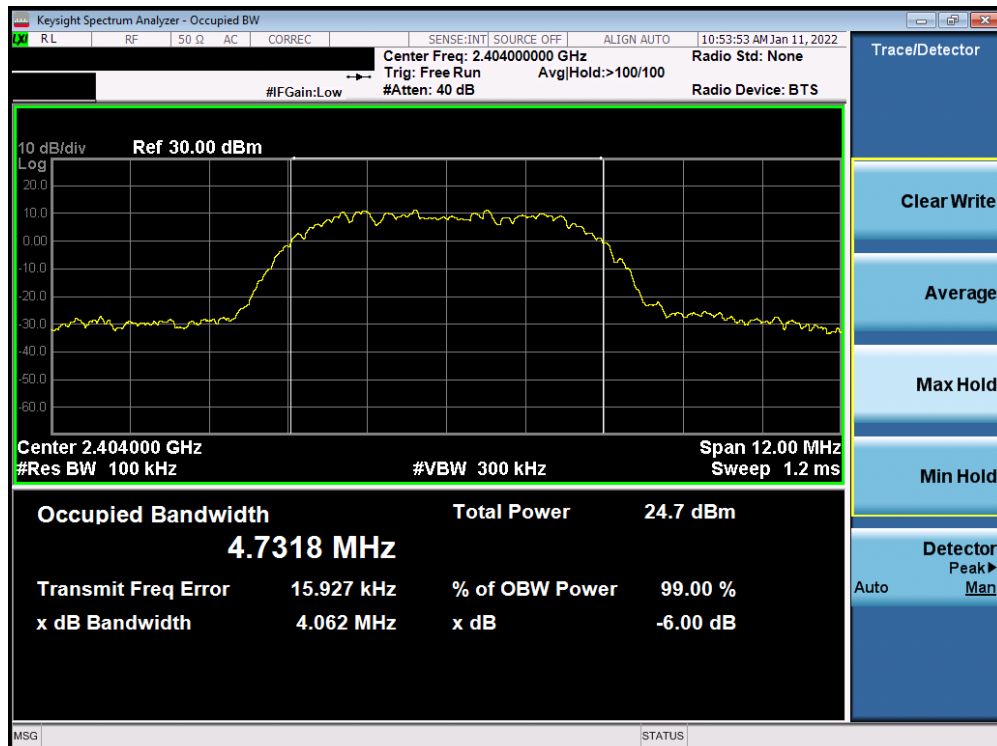 Keysight Spectrum Analyzer - Occupied BW
LXI RL RF 50 Ω AC CORREC SENSE:INT SOURCE OFF ALIGN AUTO 10:53:53 AM Jan 11, 2022
Center Freq: 2.404000000 GHz Radio Std: None
Trig: Free Run Avg|Hold:>100/100
#IFGain:Low #Atten: 40 dB Radio Device: BTS
10 dB/div Ref 30.00 dBm
Log
20.0
10.0
0.00
-10.0
-20.0
-30.0
-40.0
-50.0
-60.0
Center 2.404000 GHz Span 12.00 MHz
#Res BW 100 kHz #VBW 300 kHz Sweep 1.2 ms
Occupied Bandwidth Total Power 24.7 dBm
4.7318 MHz
Transmit Freq Error 15.927 kHz % of OBW Power 99.00 %
x dB Bandwidth 4.062 MHz x dB -6.00 dB
MSG STATUS
Trace/Detector
Clear Write
Average
Max Hold
Min Hold
Detector
Peak▶
Auto Man